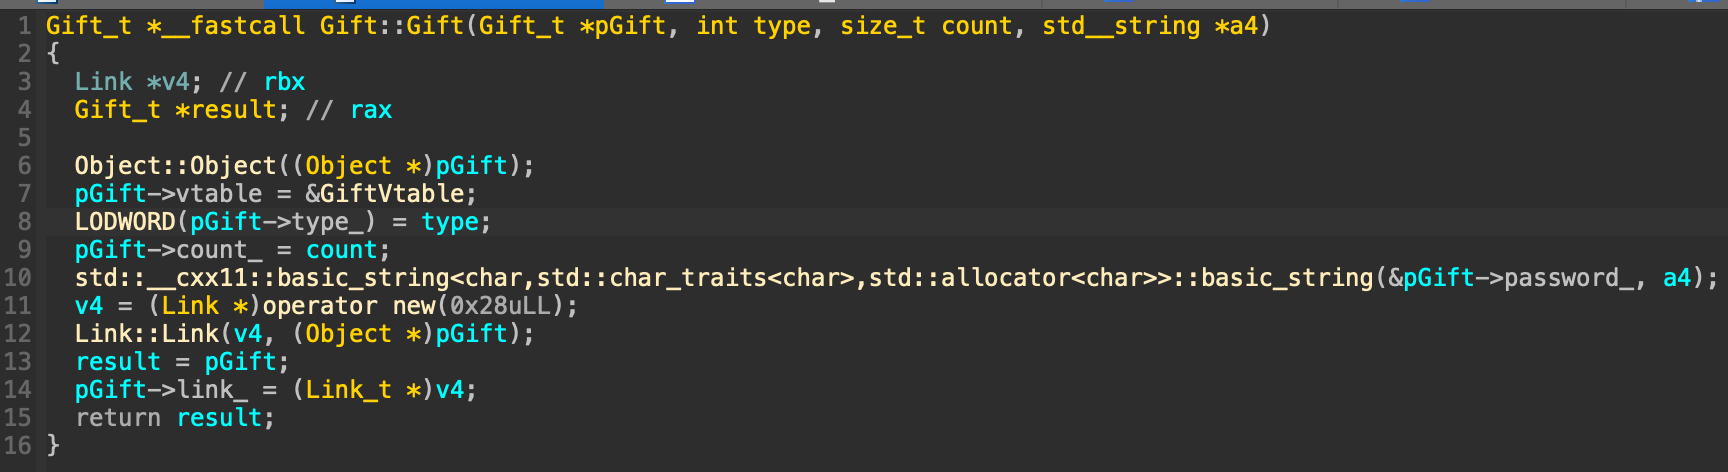 1 Gift_t *__fastcall Gift::Gift(Gift_t *pGift, int type, size_t count, std__string *a4)
2 {
3   Link *v4; // rbx
4   Gift_t *result; // rax
5
6   Object::Object((Object *)pGift);
7   pGift->vtable = &GiftVtable;
8   LODWORD(pGift->type_) = type;
9   pGift->count_ = count;
10   std::__cxx11::basic_string<char,std::char_traits<char>,std::allocator<char>>::basic_string(&pGift->password_, a4);
11   v4 = (Link *)operator new(0x28uLL);
12   Link::Link(v4, (Object *)pGift);
13   result = pGift;
14   pGift->link_ = (Link_t *)v4;
15   return result;
16 }